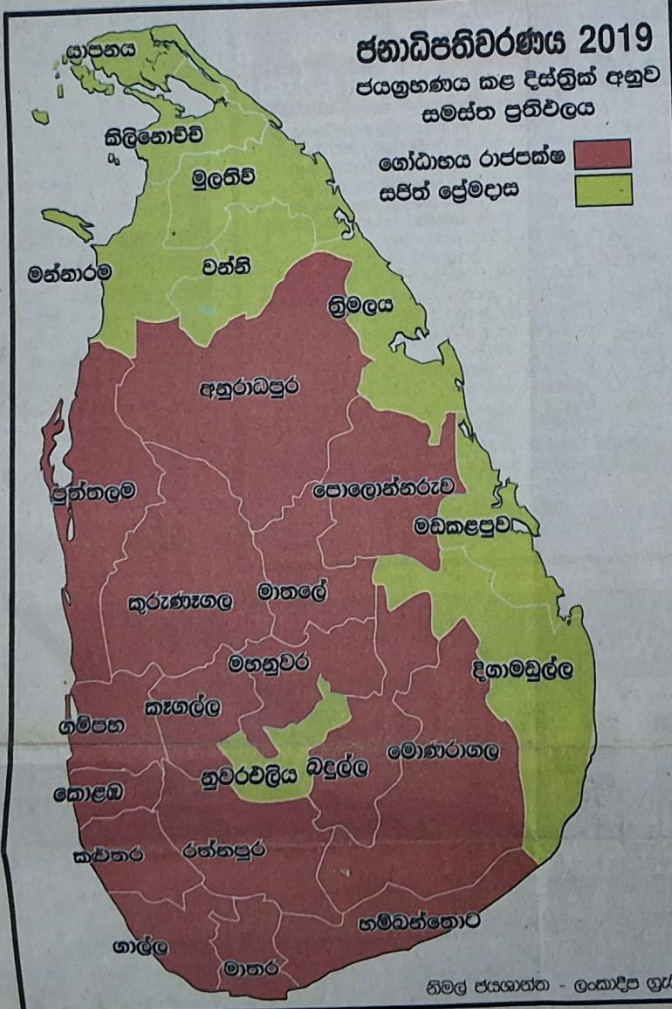 ජනාධිපතිවරණය 2019
ජයග්‍රහණය කළ දිස්ත්‍රික් අනුව
සමස්ත ප්‍රතිඵලය
ගෝඨාභය රාජපක්ෂ
සජිත් ප්‍රේමදාස
යාපනය
කිලිනොච්චි
මුලතිව්
මන්නාරම
වන්නි
ත්‍රිමලය
අනුරාධපුර
පුත්තලම
පොලොන්නරුව
මඩකළපුව
කුරුණෑගල
මාතලේ
මහනුවර
දිගාමඩුල්ල
කෑගල්ල
ගම්පහ
මොණරාගල
නුවරඑළිය
බදුල්ල
කොළඹ
කළුතර
රත්නපුර
හම්බන්තොට
ගාල්ල
මාතර
නිමල් ජයශාන්ත - ලංකාදීප